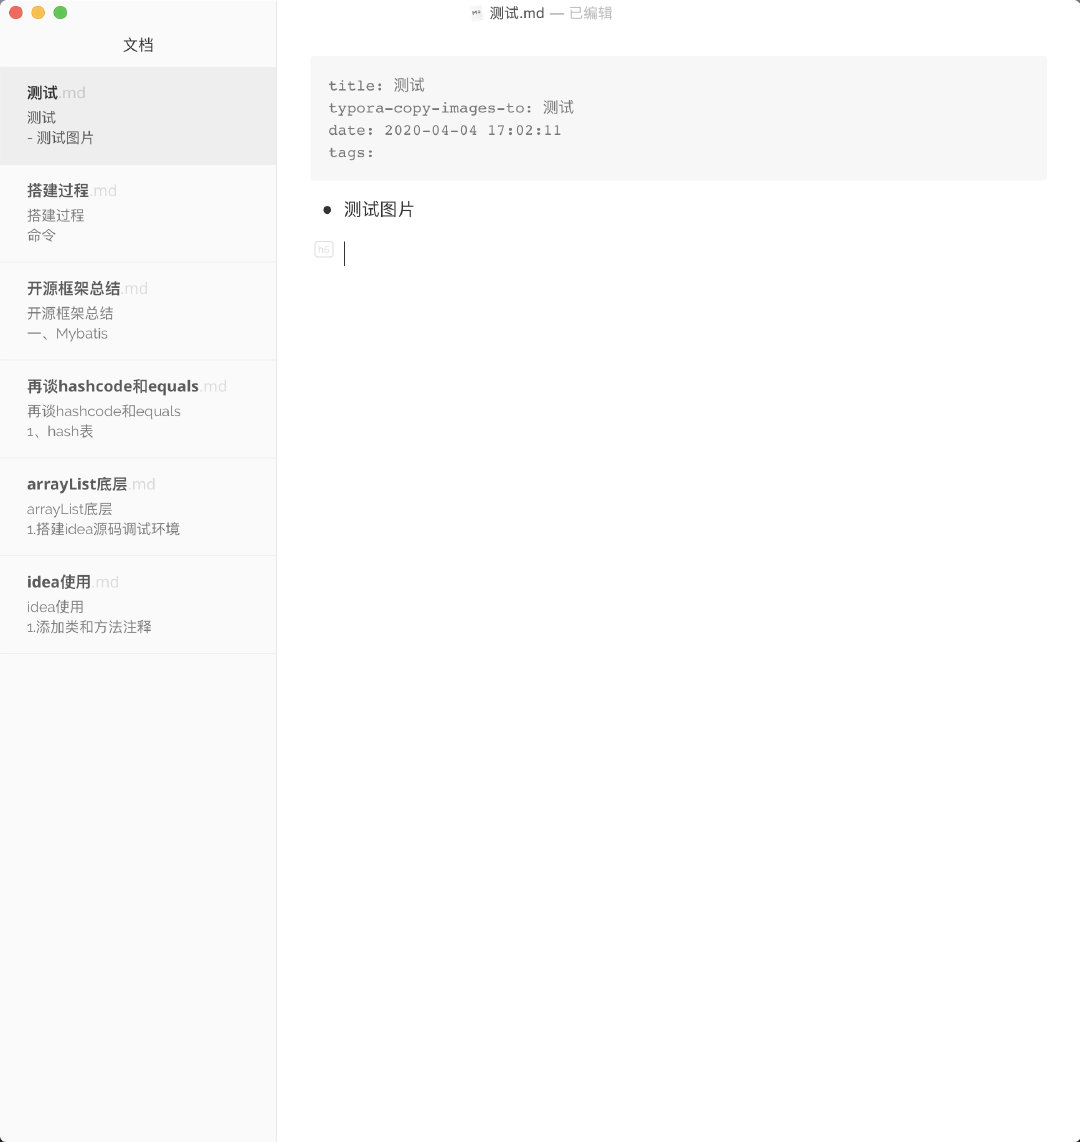 测试.md — 已编辑
文档
测试.md
测试
- 测试图片
搭建过程.md
搭建过程
命令
开源框架总结.md
开源框架总结
一、Mybatis
再谈hashcode和equals.md
再谈hashcode和equals
1、hash表
arrayList底层.md
arrayList底层
1.搭建idea源码调试环境
idea使用.md
idea使用
1.添加类和方法注释
title: 测试
typora-copy-images-to: 测试
date: 2020-04-04 17:02:11
tags:
● 测试图片
h5